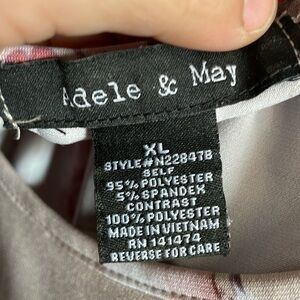 Adele & May
XL
STYLE#N22847B
SELF
95% POLYESTER
5% SPANDEX
CONTRAST
100% POLYESTER
MADE IN VIETNAM
RN 141474
REVERSE FOR CARE